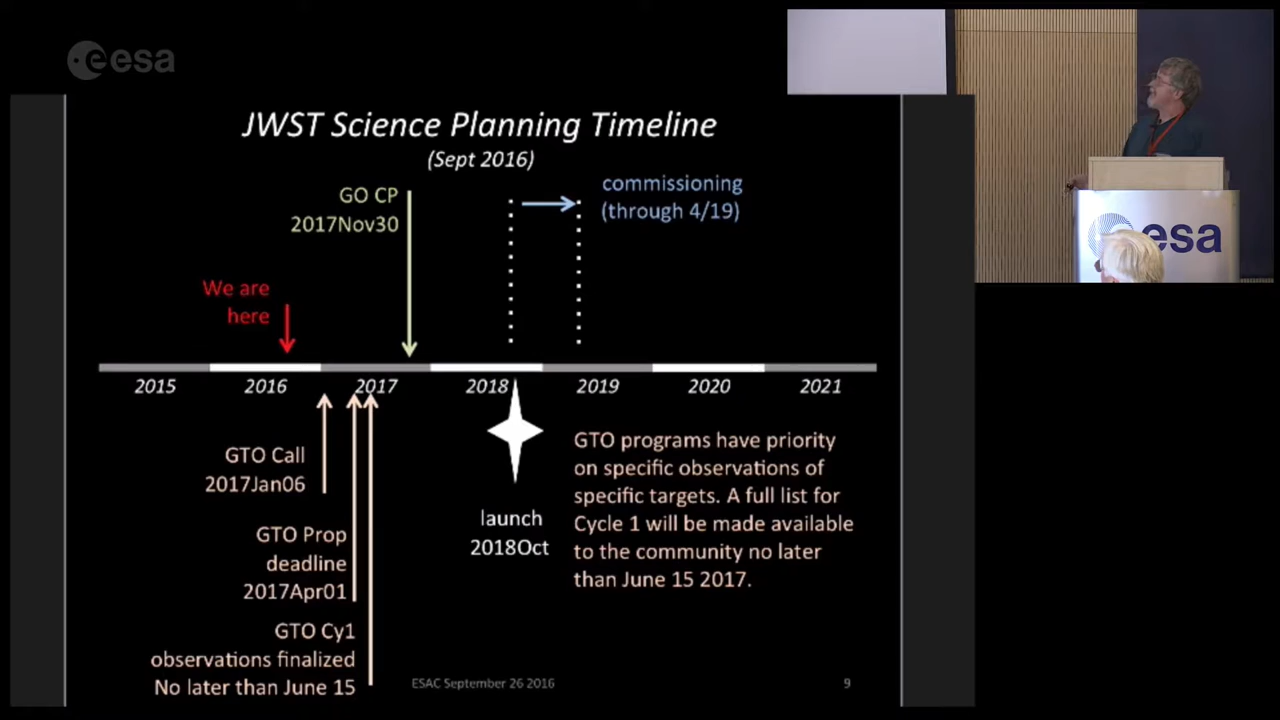 esa
JWST Science Planning Timeline
(Sept 2016)
GO CP
2017Nov30
commissioning
(through 4/19)
We are
here
2015 2016 2017 2018 2019 2020 2021
GTO Call
2017Jan06
GTO Prop
deadline
2017Apr01
GTO Cy1
observations finalized
No later than June 15
launch
2018Oct
GTO programs have priority
on specific observations of
specific targets. A full list for
Cycle 1 will be made available
to the community no later
than June 15 2017.
ESAC September 26 2016
9
esa